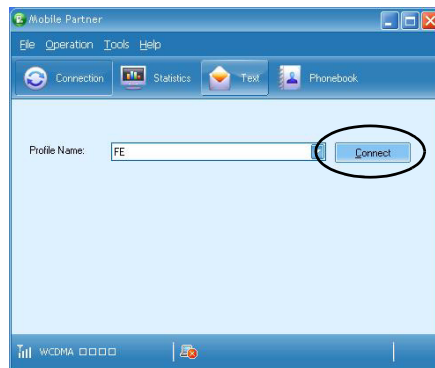 Mobile Partner
File Operation Tools Help
Connection Statistics Text Phonebook
Profile Name: FE Connect
WCDMA □□□□